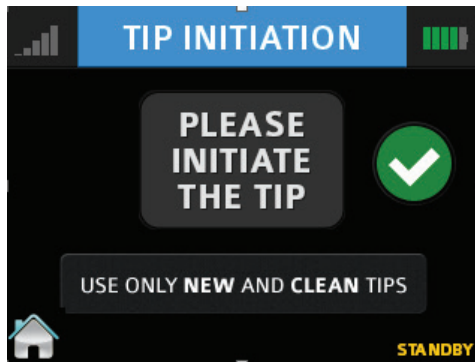 TIP INITIATION
PLEASE
INITIATE
THE TIP
USE ONLY NEW AND CLEAN TIPS
STANDBY